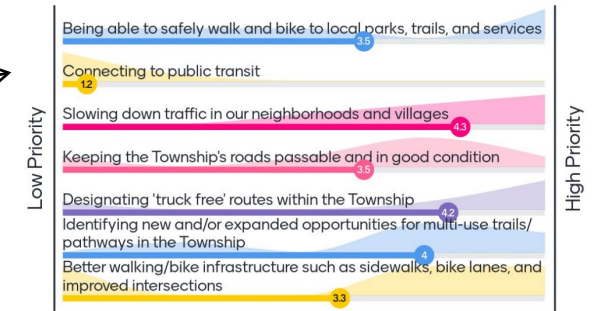 Being able to safely walk and bike to local parks, trails, and services
3.5
Connecting to public transit
1.2
Slowing down traffic in our neighborhoods and villages
4.3
Keeping the Township's roads passable and in good condition
3.5
Designating 'truck free' routes within the Township
4.2
Identifying new and/or expanded opportunities for multi-use trails/
pathways in the Township
4
Better walking/bike infrastructure such as sidewalks, bike lanes, and
improved intersections
3.3
Low Priority
High Priority